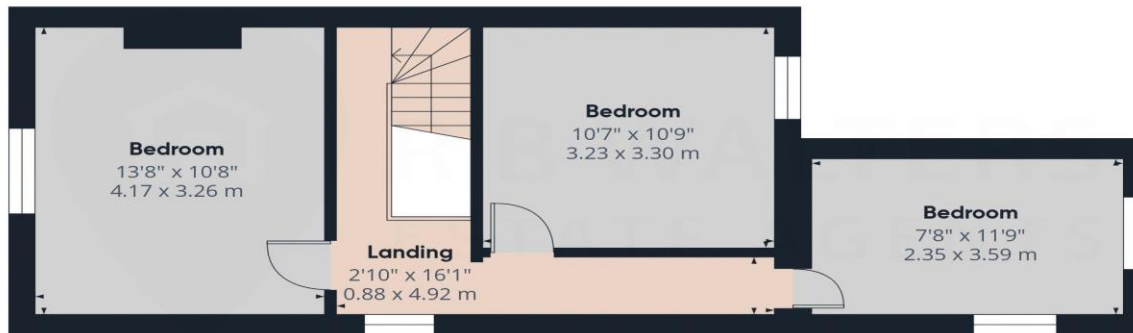 Bedroom
13'8" x 10'8"
4.17 x 3.26 m
Landing
2'10" x 16'1"
0.88 x 4.92 m
Bedroom
10'7" x 10'9"
3.23 x 3.30 m
Bedroom
7'8" x 11'9"
2.35 x 3.59 m